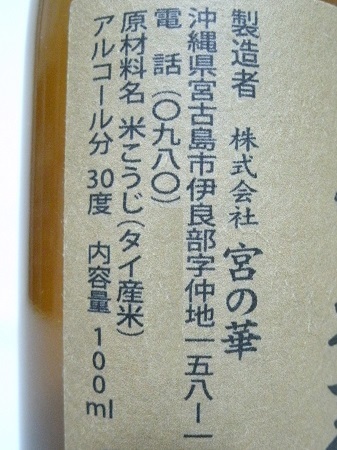 製造者 株式会社 宮の華
沖縄県宮古島市伊良部字仲地一五八ー一
電話(〇九八〇)
原材料名 米こうじ(タイ産米)
アルコール分 30度 内容量 100ml